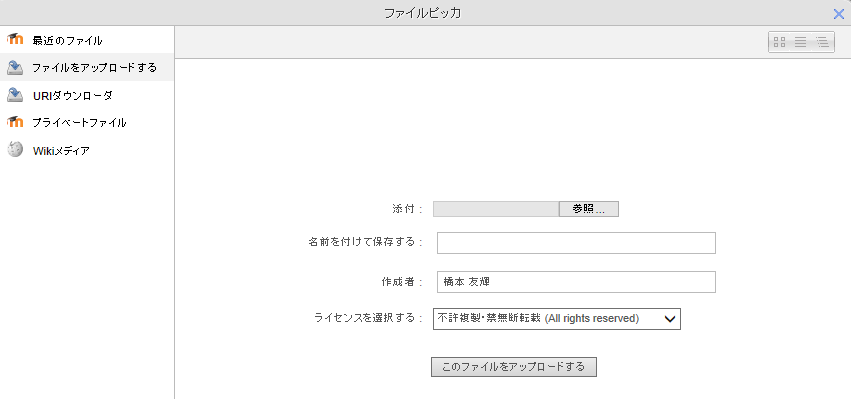 ファイルピッカ
最近のファイル
ファイルをアップロードする
URLダウンローダ
プライベートファイル
Wikiメディア
添付:
参照...
名前を付けて保存する:
作成者:
橋本 友輝
ライセンスを選択する:
不許複製・禁無断転載 (All rights reserved)
このファイルをアップロードする